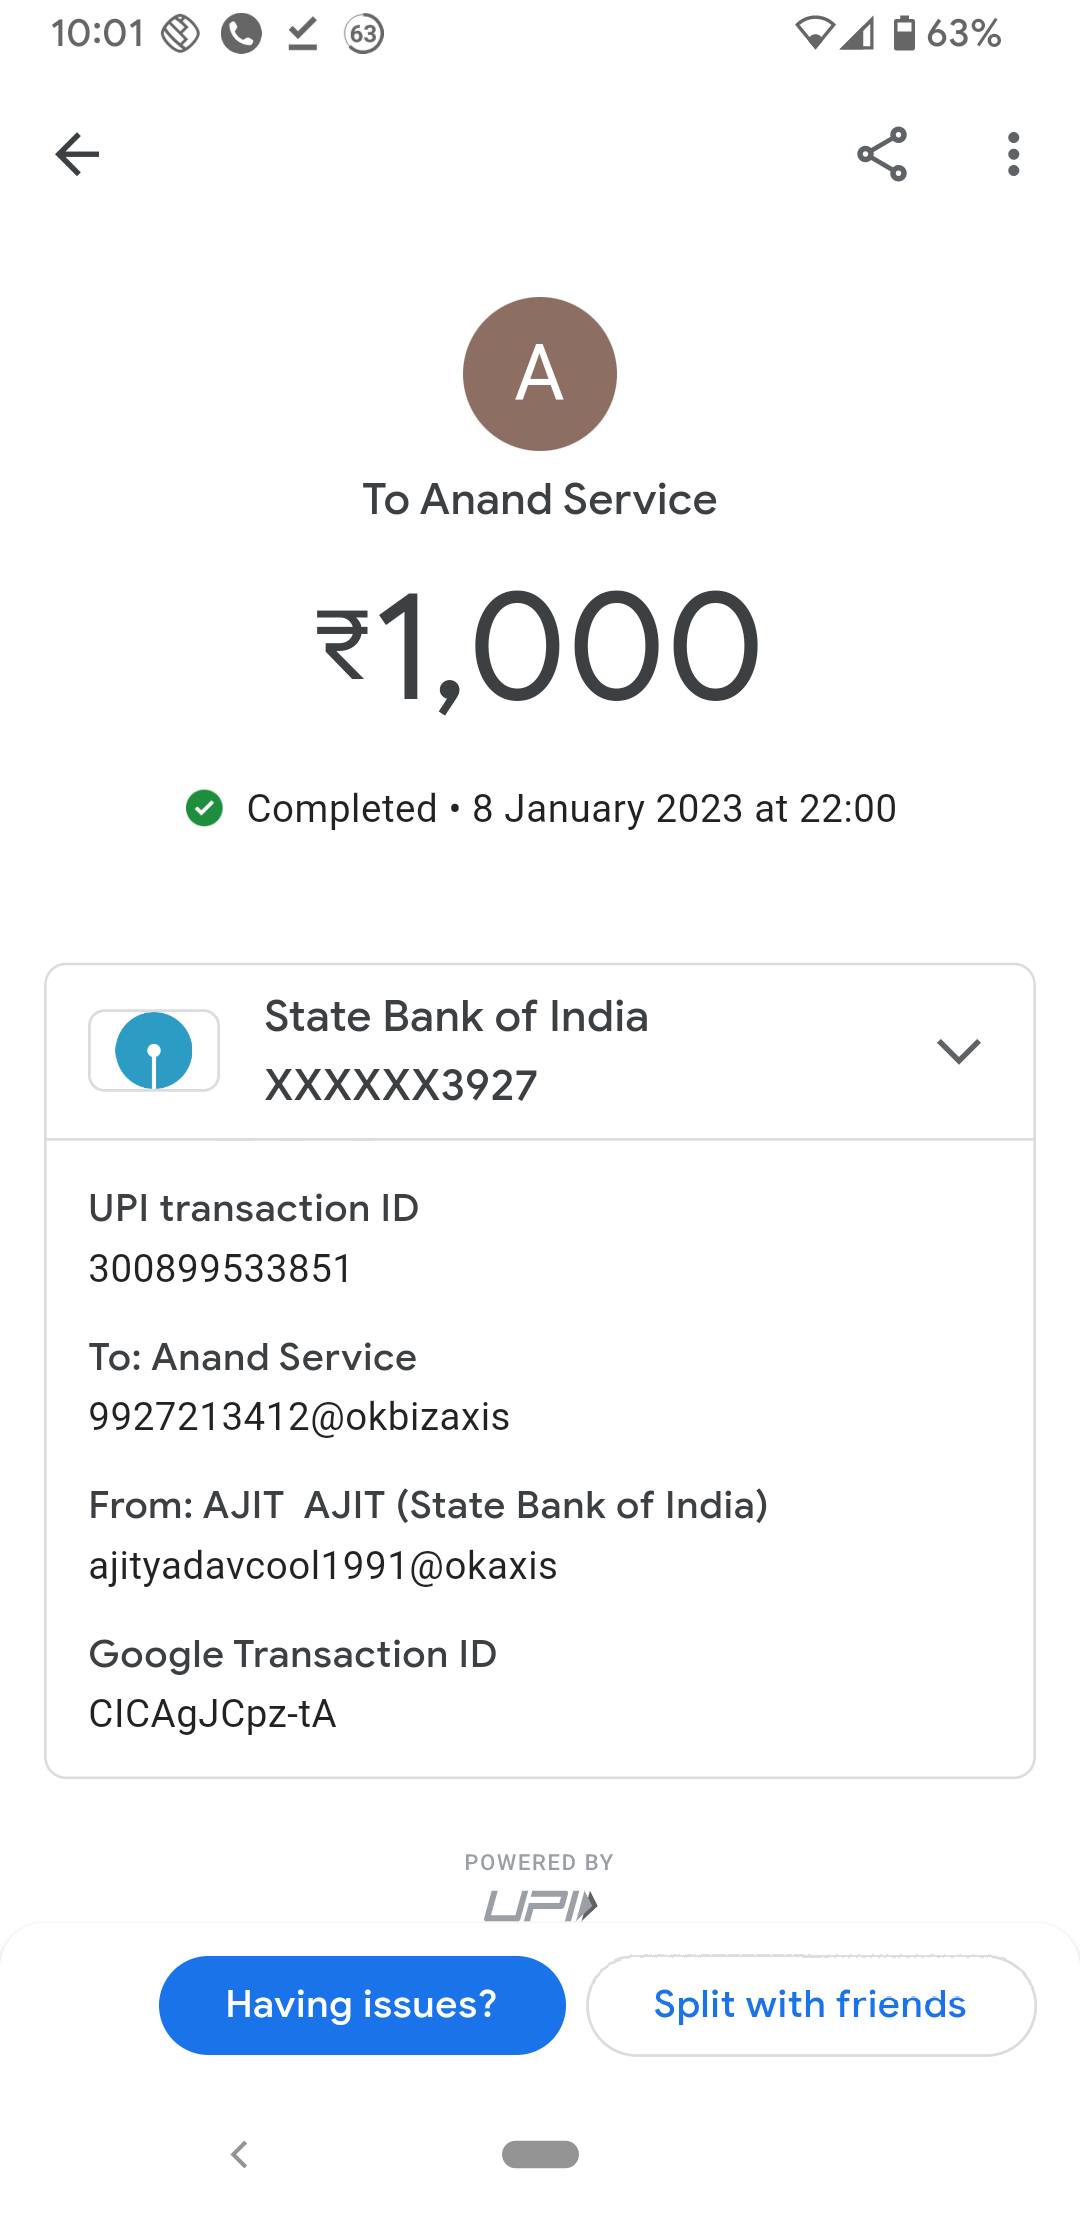 10:01 63 63%
A
To Anand Service
₹1,000
Completed • 8 January 2023 at 22:00
State Bank of India
XXXXXX3927
UPI transaction ID
300899533851
To: Anand Service
9927213412@okbizaxis
From: AJIT  AJIT (State Bank of India)
ajityadavcool1991@okaxis
Google Transaction ID
CICAgJCpz-tA
POWERED BY
UPI
Having issues? Split with friends